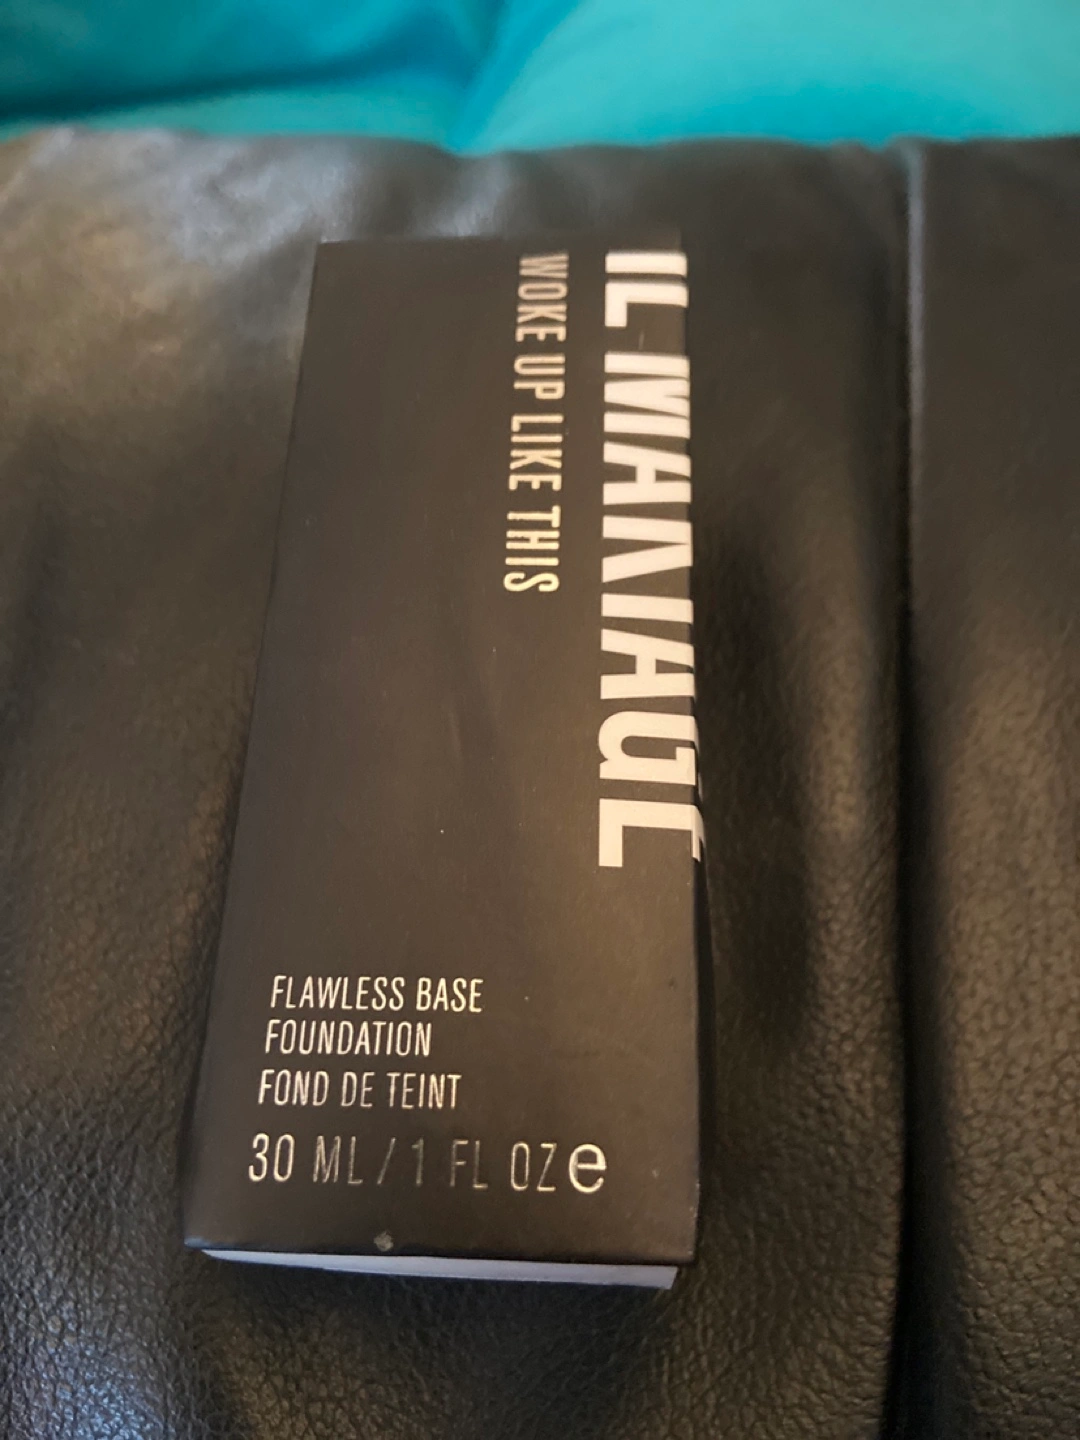 IL MAKIAGE
WOKE UP LIKE THIS
FLAWLESS BASE
FOUNDATION
FOND DE TEINT
30 ML / 1 FL OZ e